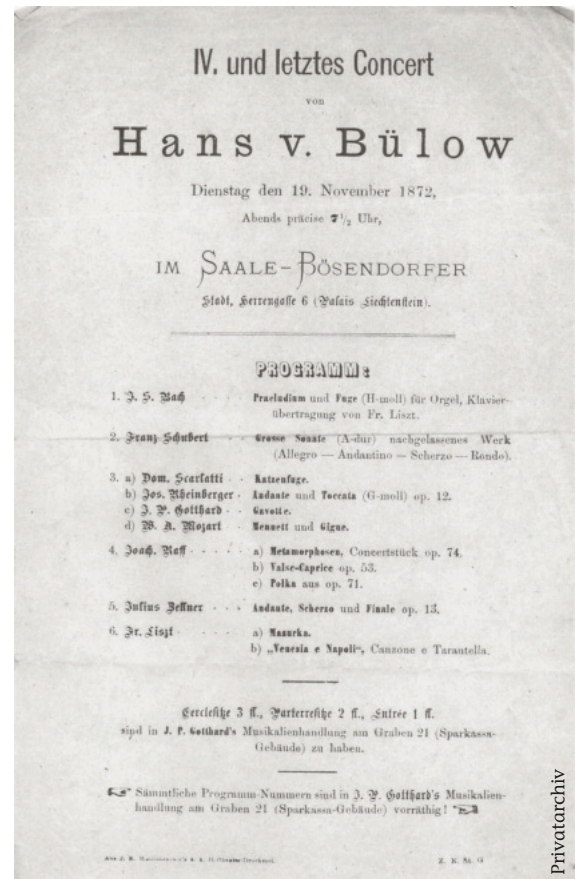 IV. und letztes Concert
von
Hans v. Bülow
Dienstag den 19. November 1872,
Abends präcise 7 1/2 Uhr,
IM SAALE-BÖSENDORFER
Stadt, Herrengasse 6 (Palais Liechtenstein).
PROGRAMM:
1. J. S. Bach · · · · Praeludium und Fuge (H-moll) für Orgel, Klavier-
übertragung von Fr. Liszt.
2. Franz Schubert · · Grosse Sonate (A-dur) nachgelassenes Werk
(Allegro — Andantino — Scherzo — Rondo).
3. a) Dom. Scarlatti · · Katzenfuge.
b) Jos. Rheinberger · Andante und Toccata (G-moll) op. 12.
c) J. P. Gotthard · · Gavotte.
d) W. A. Mozart · · Menuett und Gigue.
4. Joach. Raff · · · · · a) Metamorphosen, Concertstück op. 74.
b) Valse-Caprice op. 53.
c) Polka aus op. 71.
5. Julius Zellner · · · Andante, Scherzo und Finale op. 13.
6. Fr. Liszt · · · · a) Mazurka.
b) „Venezia e Napoli“, Canzone e Tarantella.
Cerclesitze 3 fl., Parterresitze 2 fl., Entrée 1 fl.
sind in J. P. Gotthard's Musikalienhandlung am Graben 21 (Sparkassa-
Gebäude) zu haben.
Sämmtliche Programm-Nummern sind in J. P. Gotthard's Musikalien-
handlung am Graben 21 (Sparkassa-Gebäude) vorräthig!
Privatarchiv